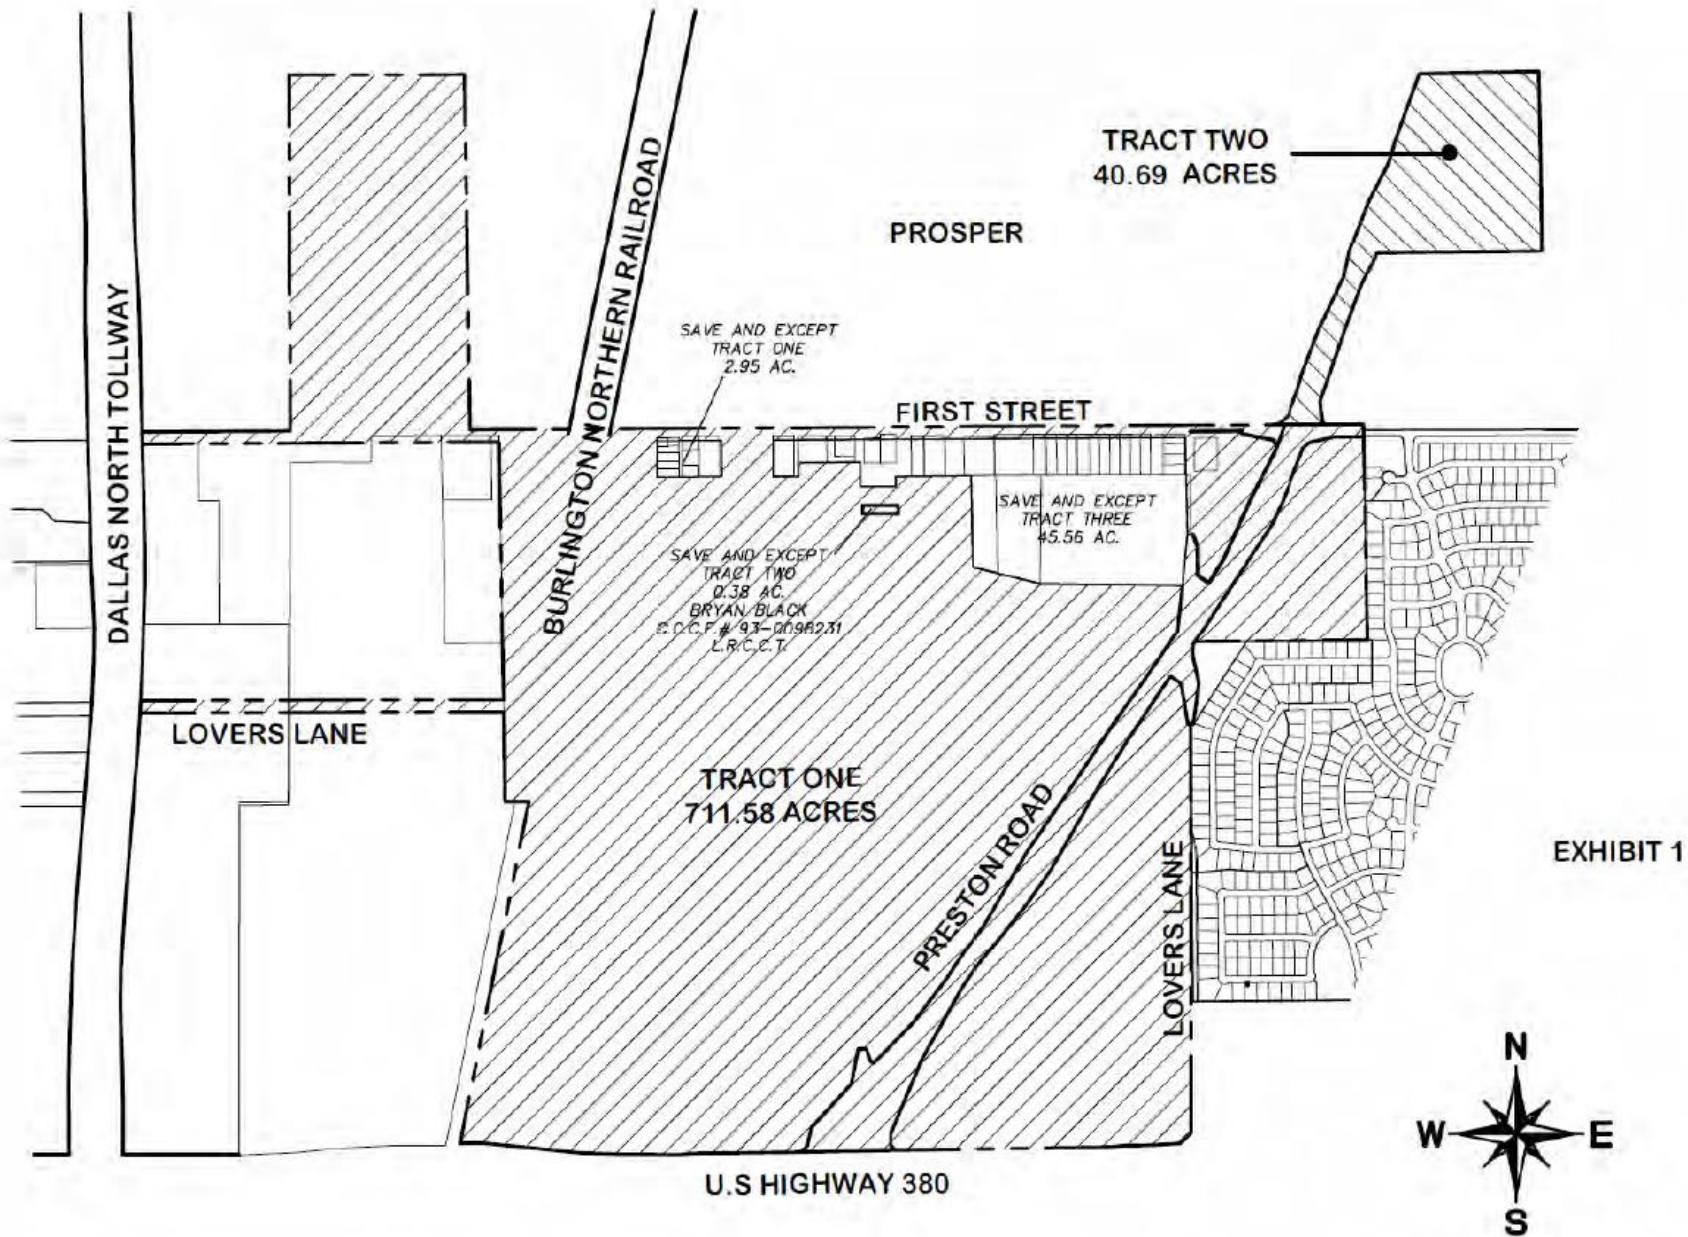 TRACT TWO
40.69 ACRES
PROSPER
DALLAS NORTH TOLLWAY
BURLINGTON NORTHERN RAILROAD
SAVE AND EXCEPT
TRACT ONE
2.95 AC.
FIRST STREET
SAVE AND EXCEPT
TRACT THREE
45.56 AC.
SAVE AND EXCEPT
TRACT TWO
0.38 AC.
BRYAN BLACK
C.C.C.F.# 93-0098231
L.R.C.C.T.
LOVERS LANE
TRACT ONE
711.58 ACRES
PRESTON ROAD
LOVERS LANE
EXHIBIT 1
U.S HIGHWAY 380
N
W E
S